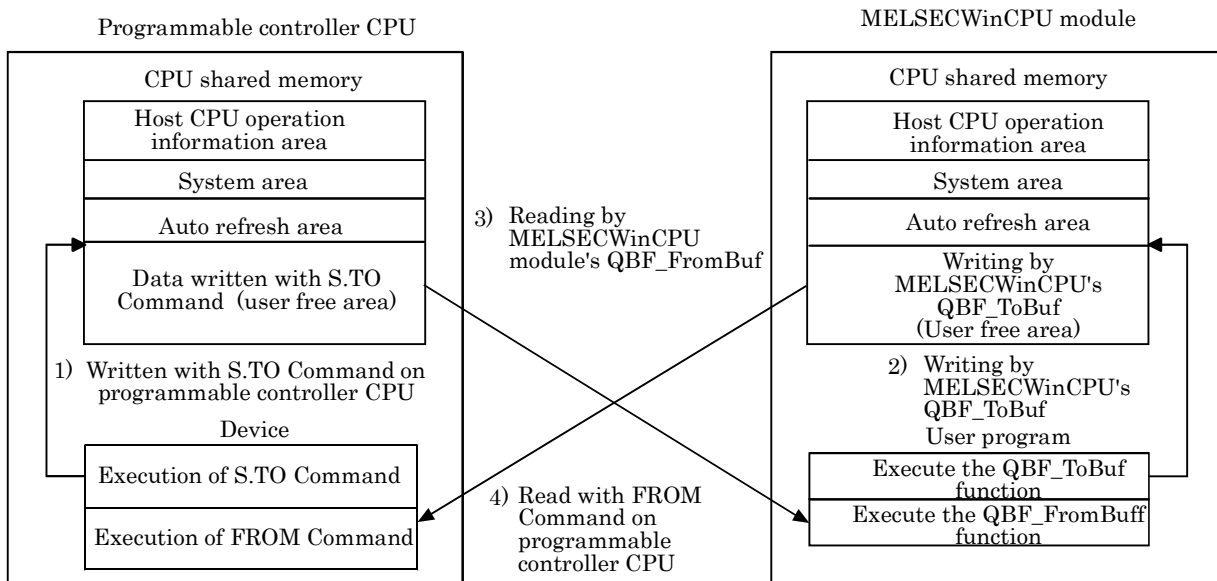 Programmable controller CPU
MELSECWinCPU module
CPU shared memory
Host CPU operation
information area
System area
Auto refresh area
Data written with S.TO
Command (user free area)
1) Written with S.TO Command on
programmable controller CPU
Device
Execution of S.TO Command
Execution of FROM Command
3) Reading by
MELSECWinCPU
module's QBF_FromBuf
4) Read with FROM
Command on
programmable
controller CPU
CPU shared memory
Host CPU operation
information area
System area
Auto refresh area
Writing by
MELSECWinCPU's
QBF_ToBuf
(User free area)
2) Writing by
MELSECWinCPU's
QBF_ToBuf
User program
Execute the QBF_ToBuf
function
Execute the QBF_FromBuff
function